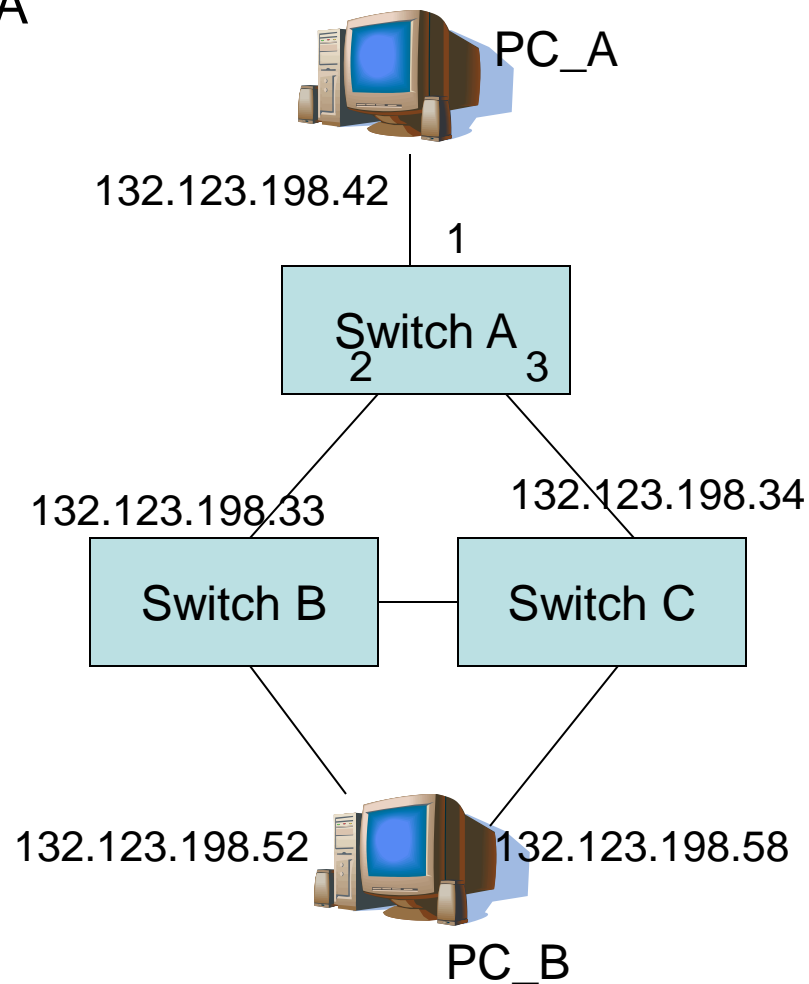 A
PC_A
132.123.198.42
1
Switch A
2
3
132.123.198.33
132.123.198.34
Switch B
Switch C
132.123.198.52
132.123.198.58
PC_B